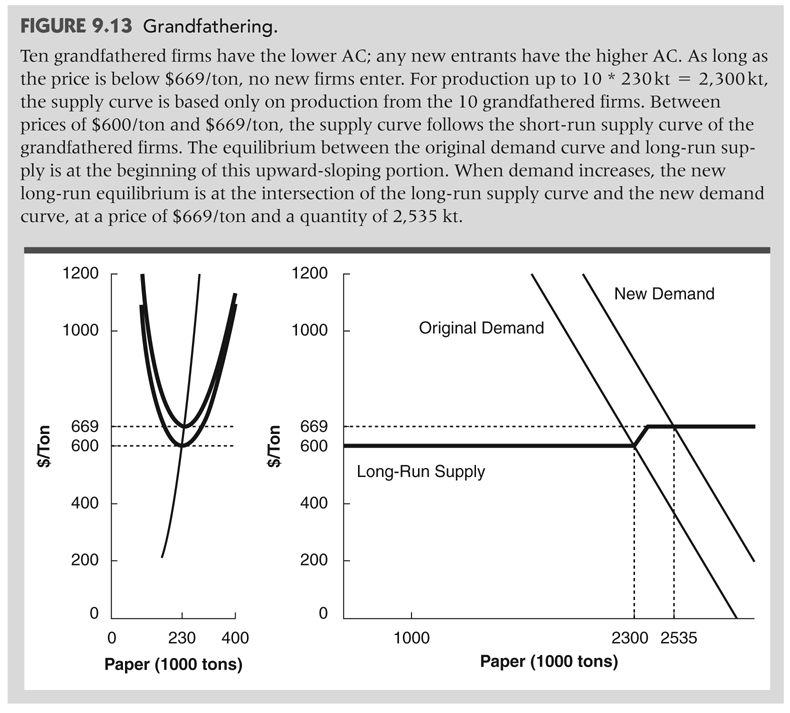 FIGURE 9.13 Grandfathering.
Ten grandfathered firms have the lower AC; any new entrants have the higher AC. As long as
the price is below $669/ton, no new firms enter. For production up to 10 * 230 kt = 2,300 kt,
the supply curve is based only on production from the 10 grandfathered firms. Between
prices of $600/ton and $669/ton, the supply curve follows the short-run supply curve of the
grandfathered firms. The equilibrium between the original demand curve and long-run sup-
ply is at the beginning of this upward-sloping portion. When demand increases, the new
long-run equilibrium is at the intersection of the long-run supply curve and the new demand
curve, at a price of $669/ton and a quantity of 2,535 kt.
1200
1000
669
600
400
200
0
$/Ton
0 230 400
Paper (1000 tons)
1200
1000
669
600
400
200
0
$/Ton
New Demand
Original Demand
Long-Run Supply
1000 2300 2535
Paper (1000 tons)